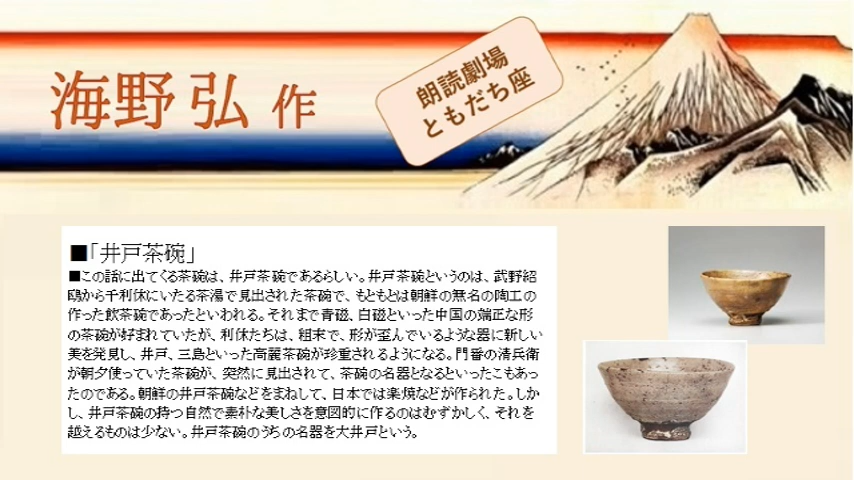 海野弘 作
朗読劇場
ともだち座
■「井戸茶碗」
■この話に出てくる茶碗は、井戸茶碗であるらしい。井戸茶碗というのは、武野紹
鴎から千利休にいたる茶湯で見出された茶碗で、もともとは朝鮮の無名の陶工の
作った飲茶碗であったといわれる。それまで青磁、白磁といった中国の端正な形
の茶碗が好まれていたが、利休たちは、粗末で、形が歪んでいるような器に新しい
美を発見し、井戸、三島といった高麗茶碗が珍重されるようになる。門番の清兵衛
が朝夕使っていた茶碗が、突然に見出されて、茶碗の名器となるといったこもあっ
たのである。朝鮮の井戸茶碗などをまねして、日本では楽焼などが作られた。しか
し、井戸茶碗の持つ自然で素朴な美しさを意図的に作るのはむずかしく、それを
越えるものは少ない。井戸茶碗のうちの名器を大井戸という。